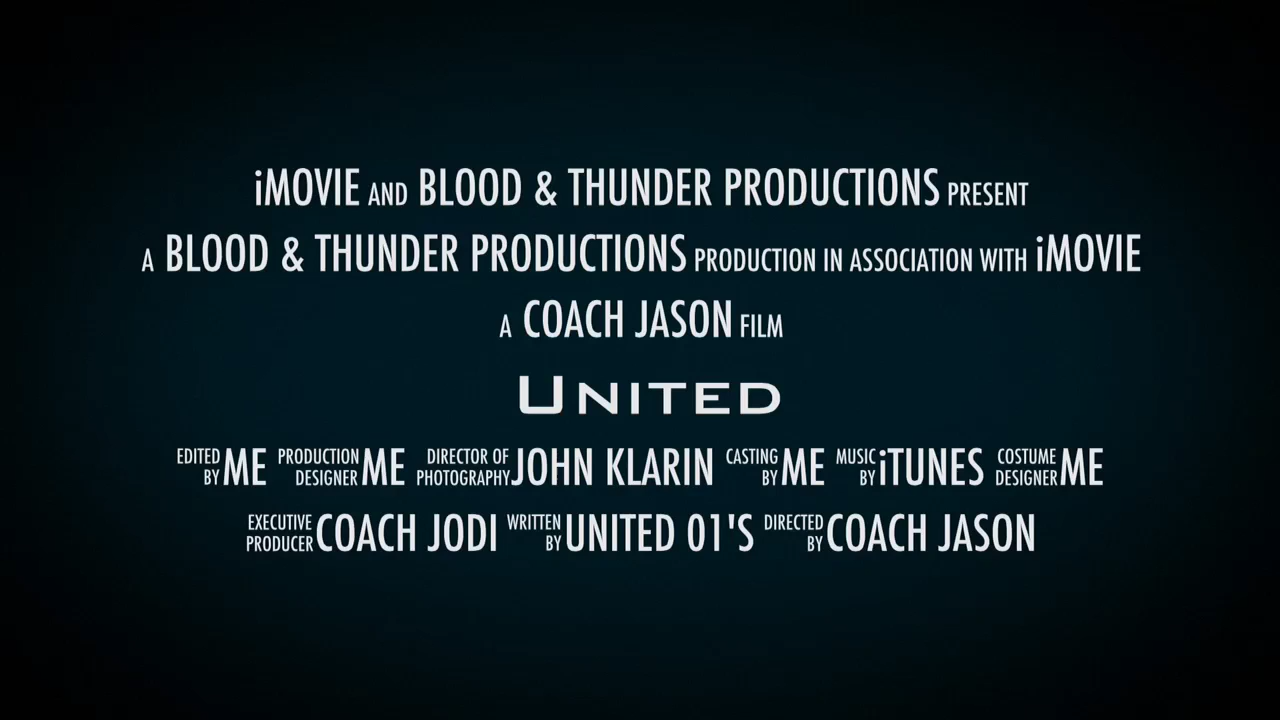 iMOVIE AND BLOOD & THUNDER PRODUCTIONS PRESENT
A BLOOD & THUNDER PRODUCTIONS PRODUCTION IN ASSOCIATION WITH iMOVIE
A COACH JASON FILM
UNITED
EDITED BY ME PRODUCTION DESIGNER ME DIRECTOR OF PHOTOGRAPHY JOHN KLARIN CASTING BY ME MUSIC BY iTUNES COSTUME DESIGNER ME
EXECUTIVE PRODUCER COACH JODI WRITTEN BY UNITED 01'S DIRECTED BY COACH JASON